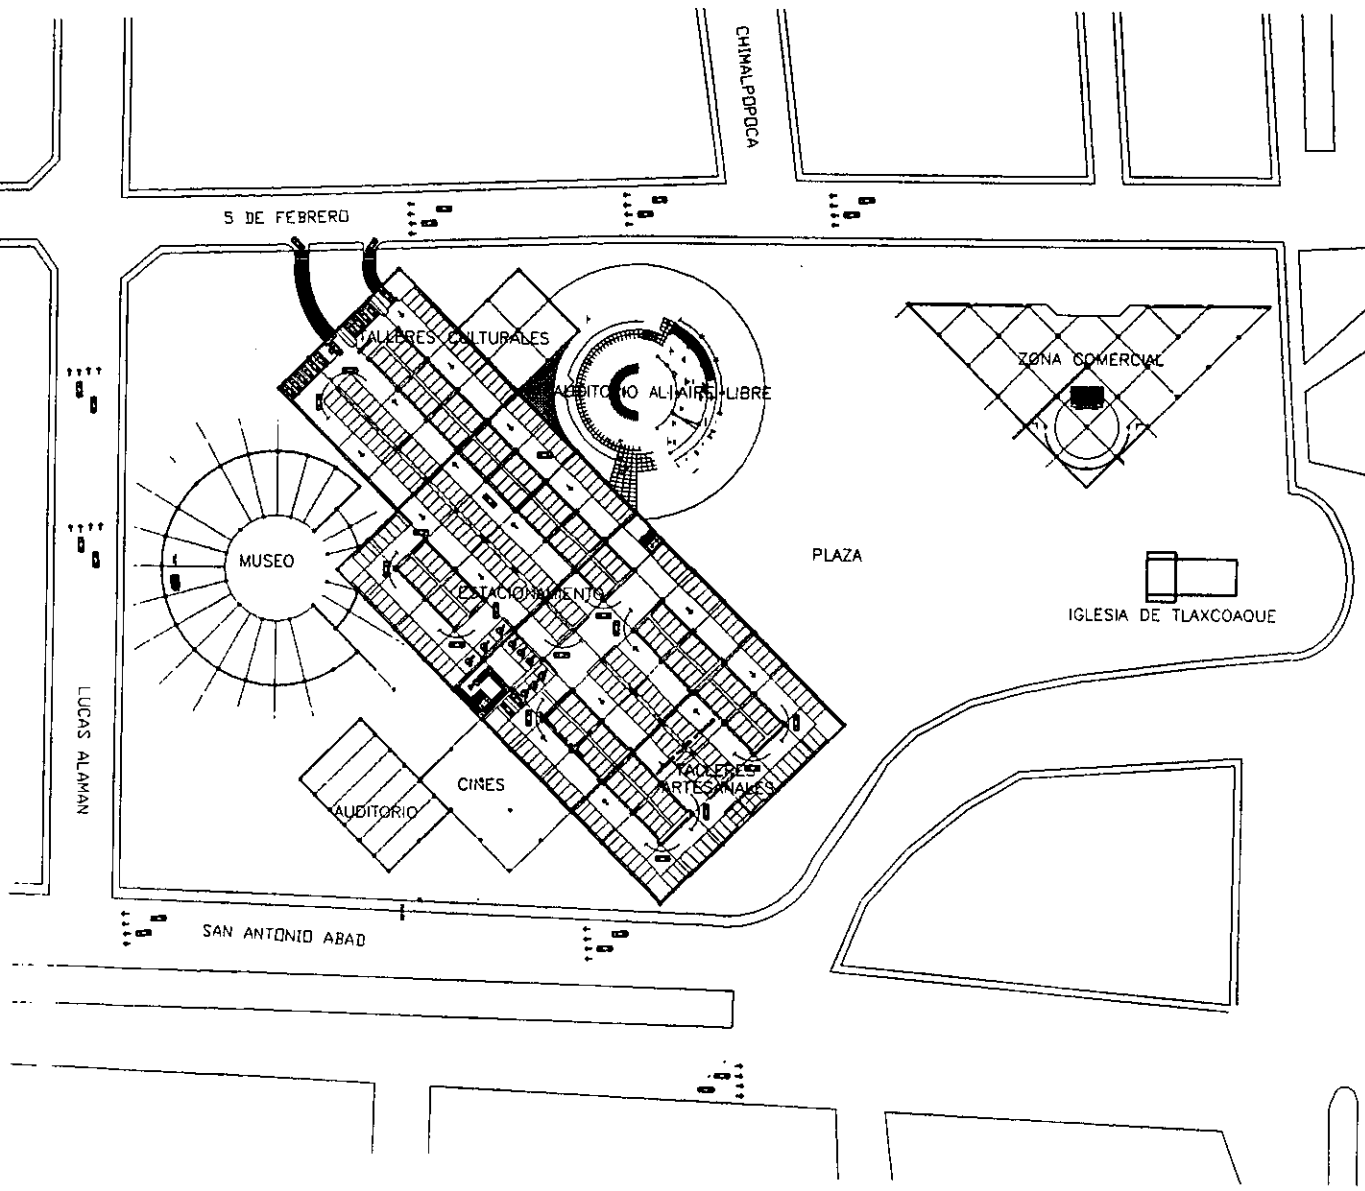 CHIMALPOPOCA
5 DE FEBRERO
TALLERES CULTURALES
ZONA COMERCIAL
AUDITORIO AL AIRE LIBRE
PLAZA
MUSEO
ESTACIONAMIENTO
IGLESIA DE TLAXCOAQUE
LUCAS ALAMAN
TALLERES
ARTESANALES
CINES
AUDITORIO
SAN ANTONIO ABAD